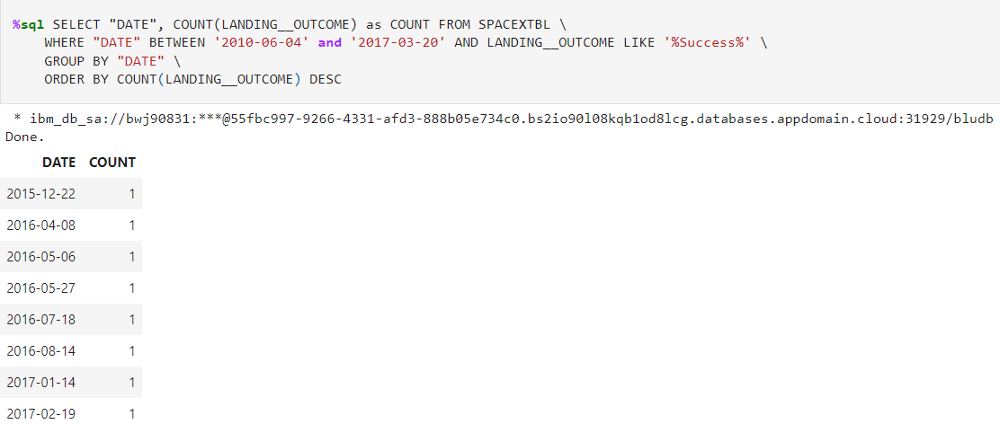 %sql SELECT "DATE", COUNT(LANDING__OUTCOME) as COUNT FROM SPACEXTBL \
WHERE "DATE" BETWEEN '2010-06-04' and '2017-03-20' AND LANDING__OUTCOME LIKE '%Success%' \
GROUP BY "DATE" \
ORDER BY COUNT(LANDING__OUTCOME) DESC
* ibm_db_sa://bwj90831:***@55fbc997-9266-4331-afd3-888b05e734c0.bs2io90l08kqb1od8lcg.databases.appdomain.cloud:31929/bludb
Done.
DATE COUNT
2015-12-22 1
2016-04-08 1
2016-05-06 1
2016-05-27 1
2016-07-18 1
2016-08-14 1
2017-01-14 1
2017-02-19 1